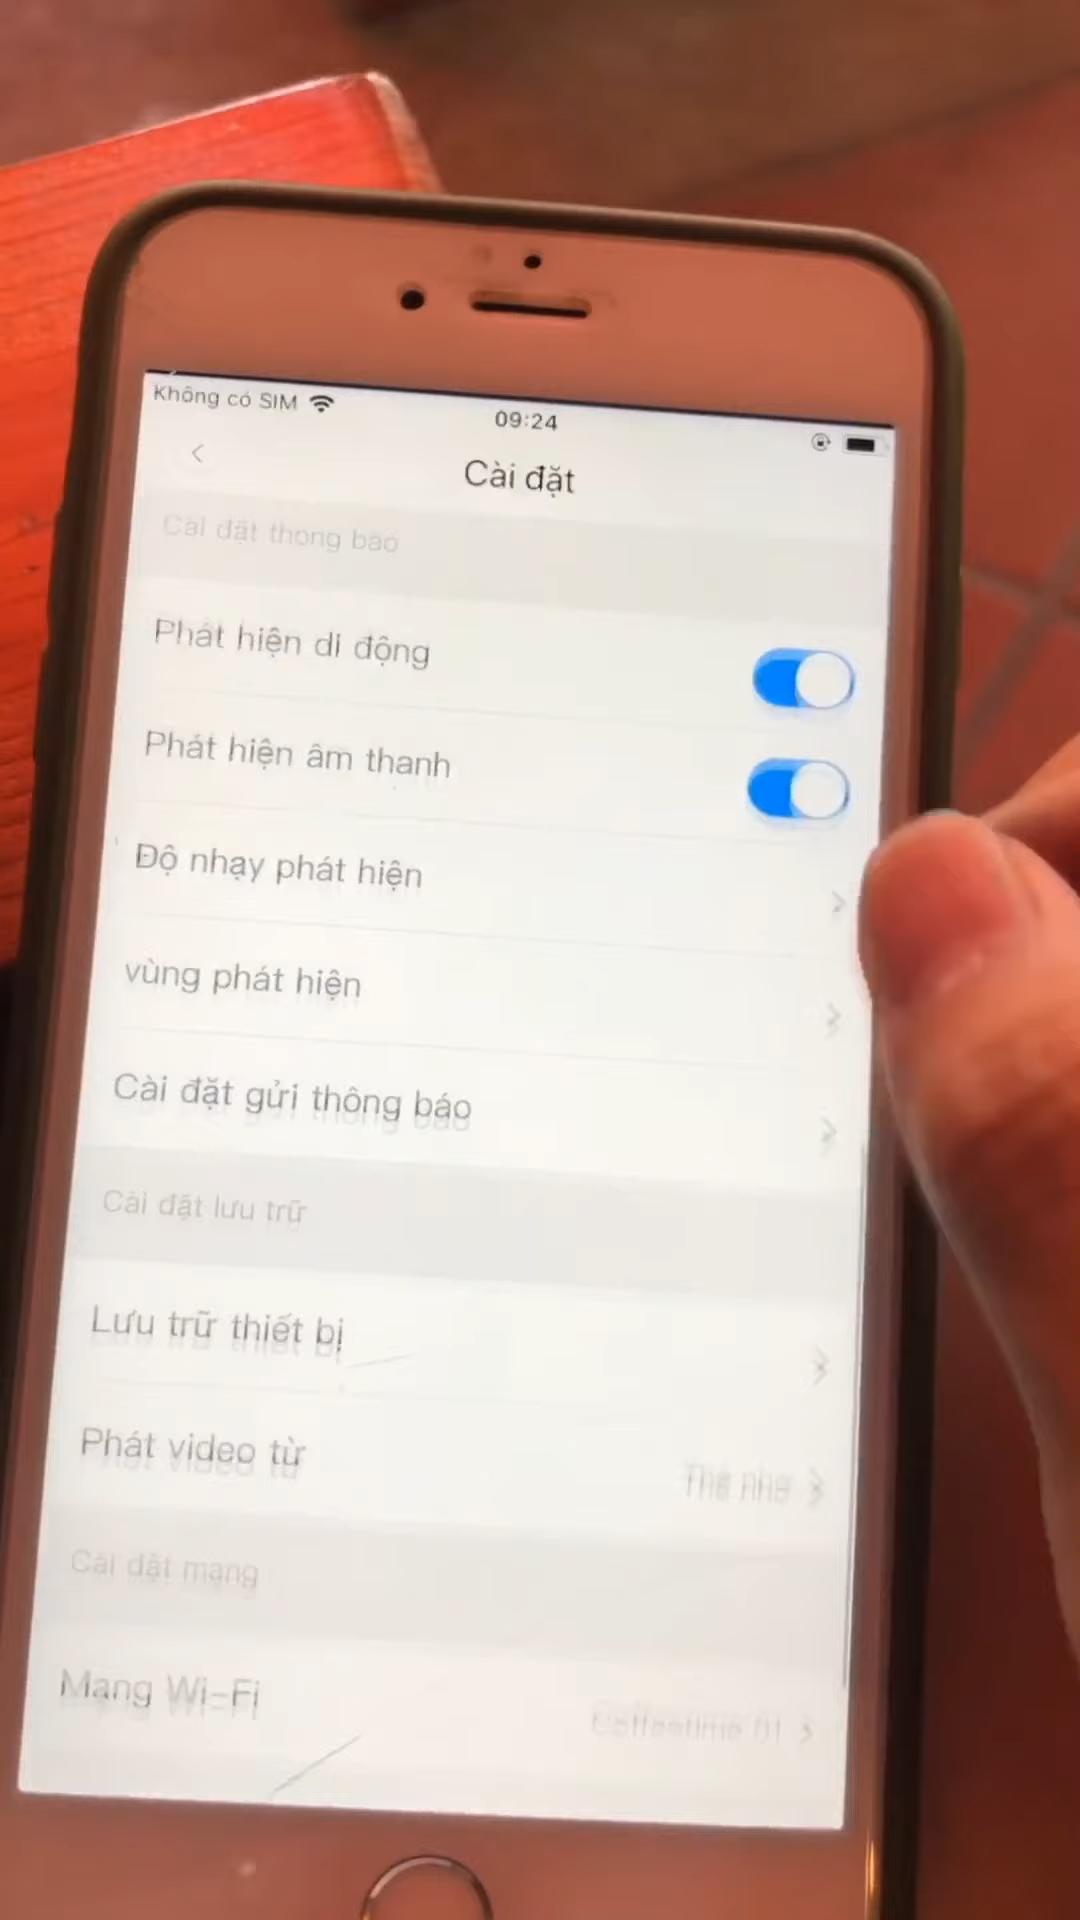 Không có SIM
09:24
Cài đặt
Cài đặt thông báo
Phát hiện di động
Phát hiện âm thanh
Độ nhạy phát hiện
vùng phát hiện
Cài đặt gửi thông báo
Cài đặt lưu trữ
Lưu trữ thiết bị
Phát video từ
Thẻ nhớ
Cài đặt mạng
Mạng Wi-Fi